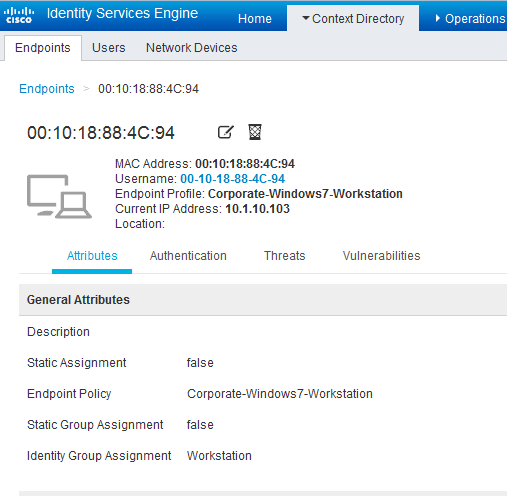 cisco Identity Services Engine Home Context Directory Operations
Endpoints Users Network Devices
Endpoints > 00:10:18:88:4C:94
00:10:18:88:4C:94
MAC Address: 00:10:18:88:4C:94
Username: 00-10-18-88-4C-94
Endpoint Profile: Corporate-Windows7-Workstation
Current IP Address: 10.1.10.103
Location:
Attributes Authentication Threats Vulnerabilities
General Attributes
Description
Static Assignment false
Endpoint Policy Corporate-Windows7-Workstation
Static Group Assignment false
Identity Group Assignment Workstation